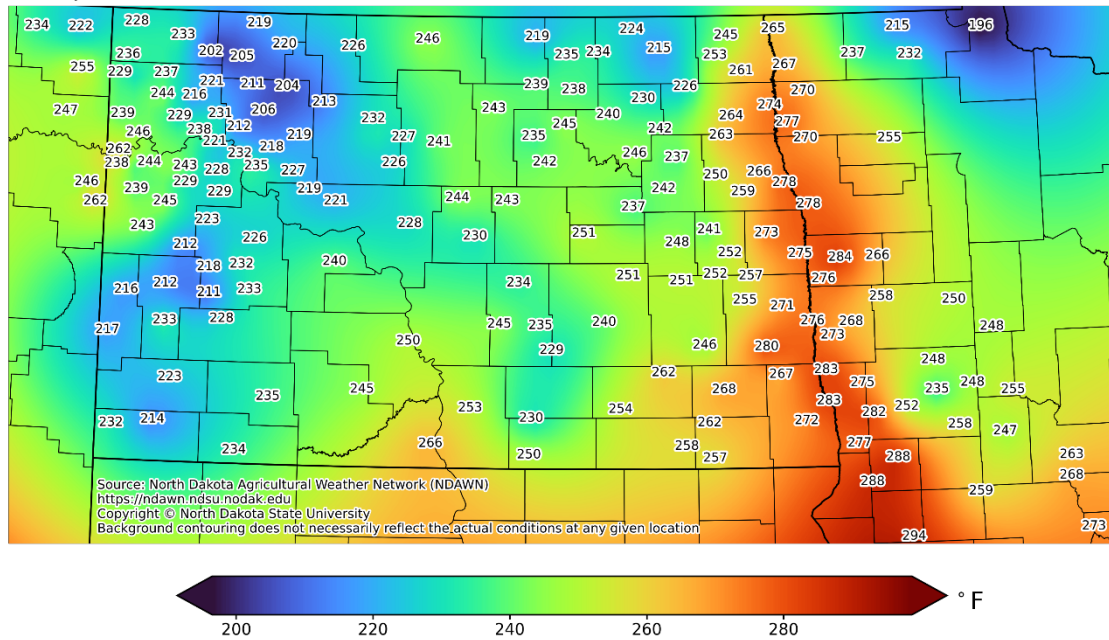 234 222 228 219 246 219 224 245 265 215 196
233 220 226 235 234 215 253 237 232
202 205
236
255 229 237 261 267
221 211 204 239 238 226
244 216 213 230 270
247 239 229 231 206 232 243 240 264 274
246 238 212 219 227 241 245 235 242 263 277 270 255
221 218
262 232 246 237
238 244 243 228 235 227 226 242 250 266
246 239 229 229 219 242 259 278
262 245 221 244 243 237 278
243 223 228 251 241
212 226 230 248 273
218 232 240 252 275 284 266
216 212 211 233 234 251 251 252 257 276
217 233 228 245 235 240 255 271 258 250
276 268 248
250 229 246 280 273
223 262 267 283 275 248
235 245 268 235 248 255
232 214 253 230 254 262 272 283 282 252
234 266 250 258 257 277 288 258 247 263
288 259 268
Source: North Dakota Agricultural Weather Network (NDAWN)
https://ndawn.ndsu.nodak.edu
Copyright © North Dakota State University
Background contouring does not necessarily reflect the actual conditions at any given location
273
294
° F
200 220 240 260 280